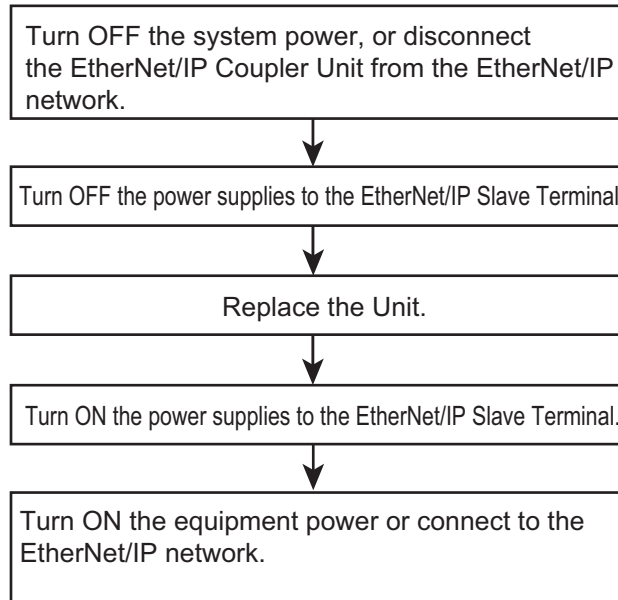 Turn OFF the system power, or disconnect
the EtherNet/IP Coupler Unit from the EtherNet/IP
network.
Turn OFF the power supplies to the EtherNet/IP Slave Terminal
Replace the Unit.
Turn ON the power supplies to the EtherNet/IP Slave Terminal.
Turn ON the equipment power or connect to the
EtherNet/IP network.